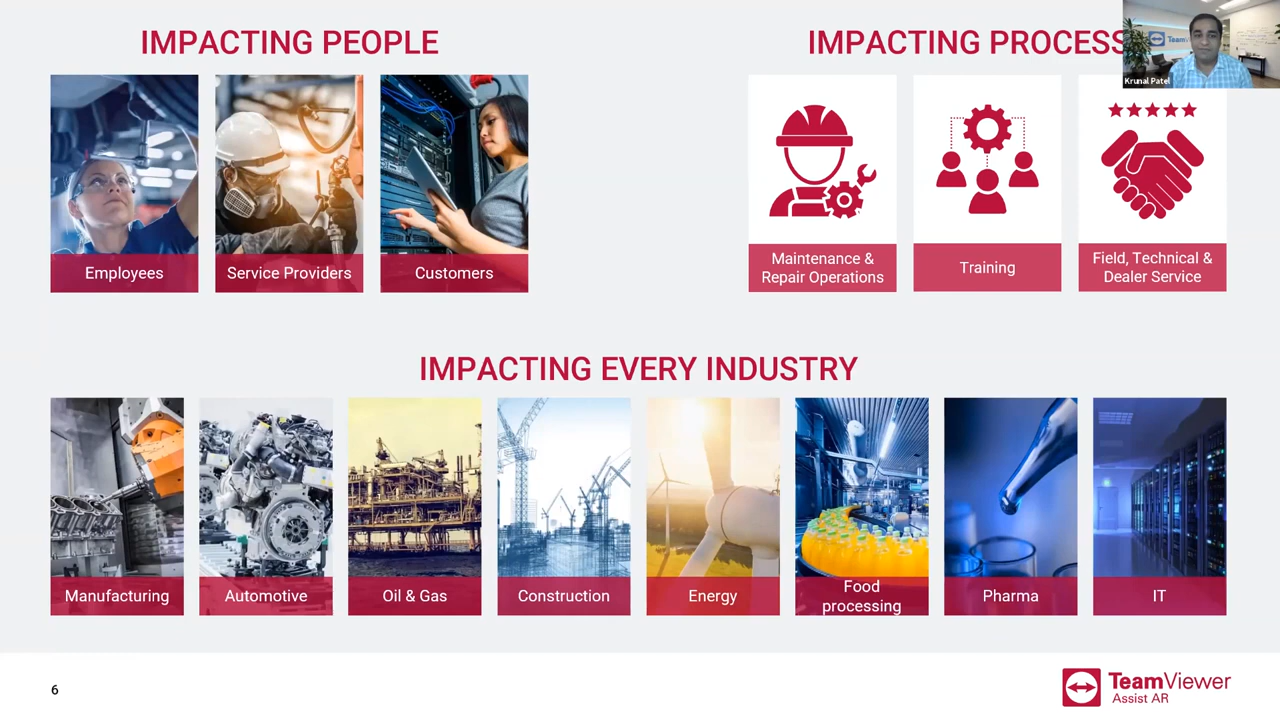 IMPACTING PEOPLE
Employees
Service Providers
Customers
IMPACTING PROCESS
Team
Krunal Patel
Maintenance &
Repair Operations
Training
Field, Technical &
Dealer Service
IMPACTING EVERY INDUSTRY
Manufacturing
Automotive
Oil & Gas
Construction
Energy
Food
processing
Pharma
IT
6
TeamViewer
Assist AR